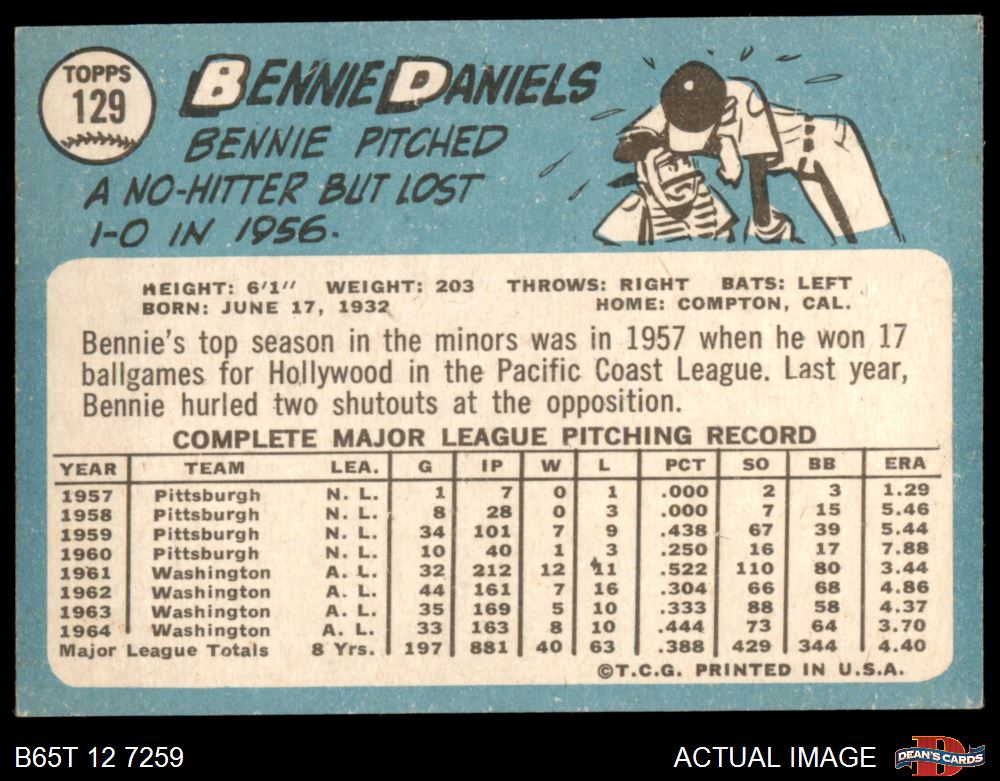 TOPPS
129
BENNIE DANIELS
BENNIE PITCHED
A NO-HITTER BUT LOST
1-0 IN 1956.
HEIGHT: 6'1" WEIGHT: 203 THROWS: RIGHT BATS: LEFT
BORN: JUNE 17, 1932 HOME: COMPTON, CAL.
Bennie's top season in the minors was in 1957 when he won 17
ballgames for Hollywood in the Pacific Coast League. Last year,
Bennie hurled two shutouts at the opposition.
COMPLETE MAJOR LEAGUE PITCHING RECORD
YEAR TEAM LEA. G IP W L PCT SO BB ERA
1957 Pittsburgh N. L. 1 7 0 1 .000 2 3 1.29
1958 Pittsburgh N. L. 8 28 0 3 .000 7 15 5.46
1959 Pittsburgh N. L. 34 101 7 9 .438 67 39 5.44
1960 Pittsburgh N. L. 10 40 1 3 .250 16 17 7.88
1961 Washington A. L. 32 212 12 11 .522 110 80 3.44
1962 Washington A. L. 44 161 7 16 .304 66 68 4.86
1963 Washington A. L. 35 169 5 10 .333 88 58 4.37
1964 Washington A. L. 33 163 8 10 .444 73 64 3.70
Major League Totals 8 Yrs. 197 881 40 63 .388 429 344 4.40
©T.C.G. PRINTED IN U.S.A.
B65T 12 7259 ACTUAL IMAGE DEAN'S CARDS